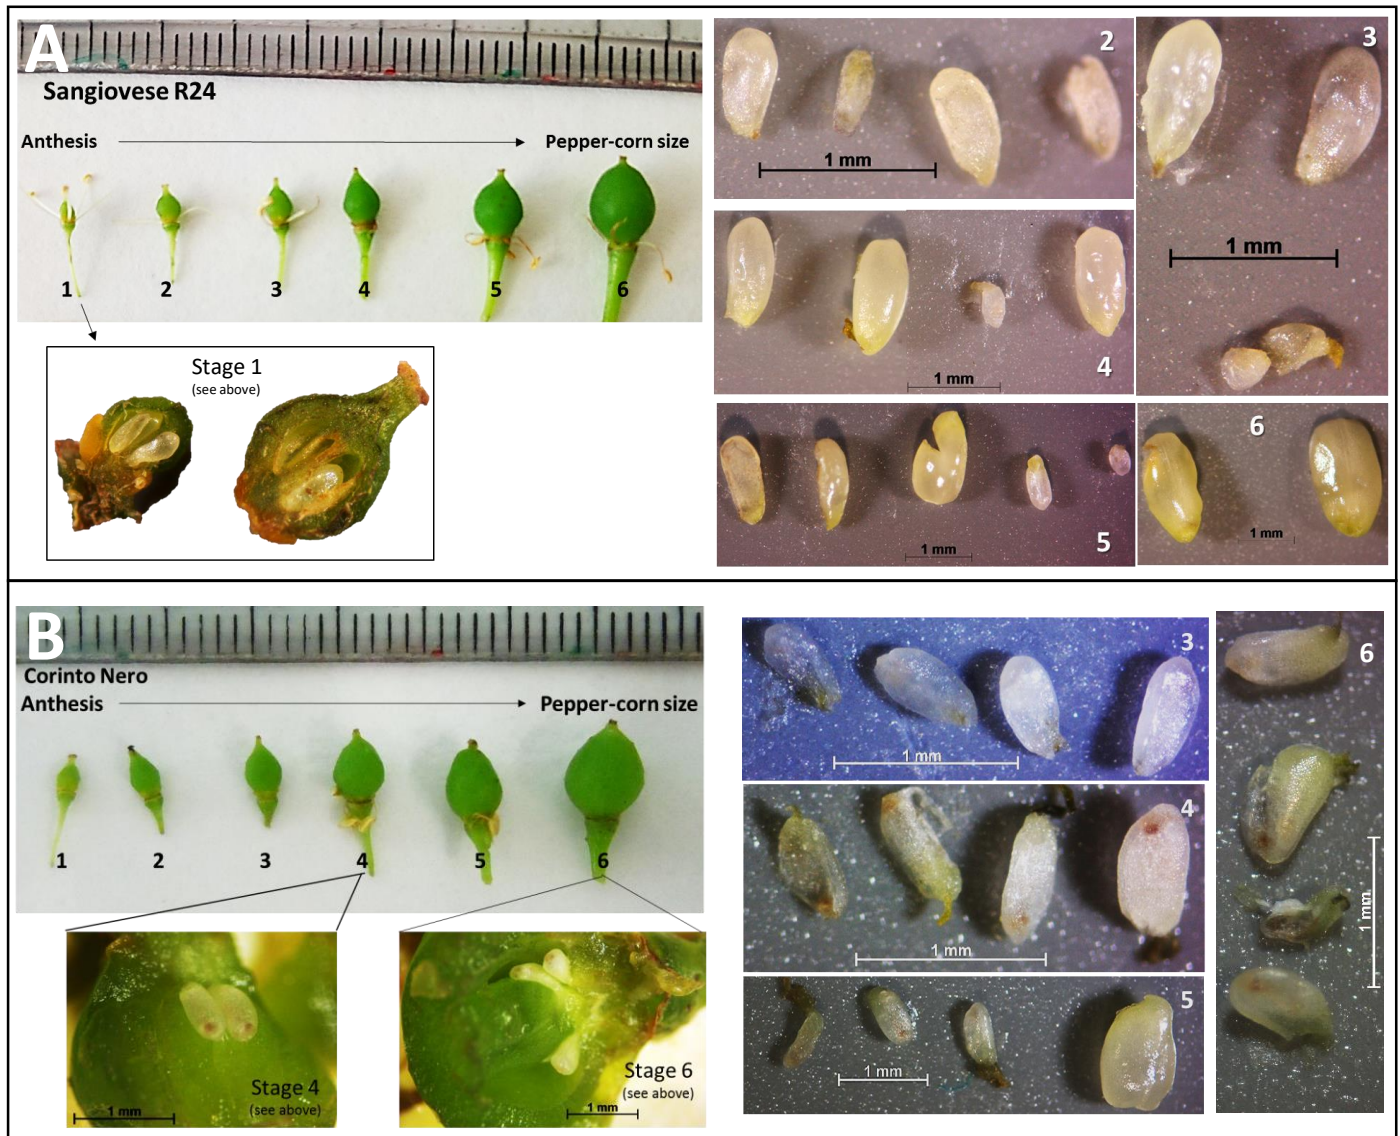 A
Sangiovese R24
Anthesis
Pepper-corn size
1
2
3
4
5
6
Stage 1
(see above)
2
1 mm
3
1 mm
4
1 mm
5
1 mm
6
1 mm
B
Corinto Nero
Anthesis
Pepper-corn size
1
2
3
4
5
6
Stage 4
(see above)
1 mm
Stage 6
(see above)
1 mm
3
1 mm
4
1 mm
5
1 mm
6
1 mm